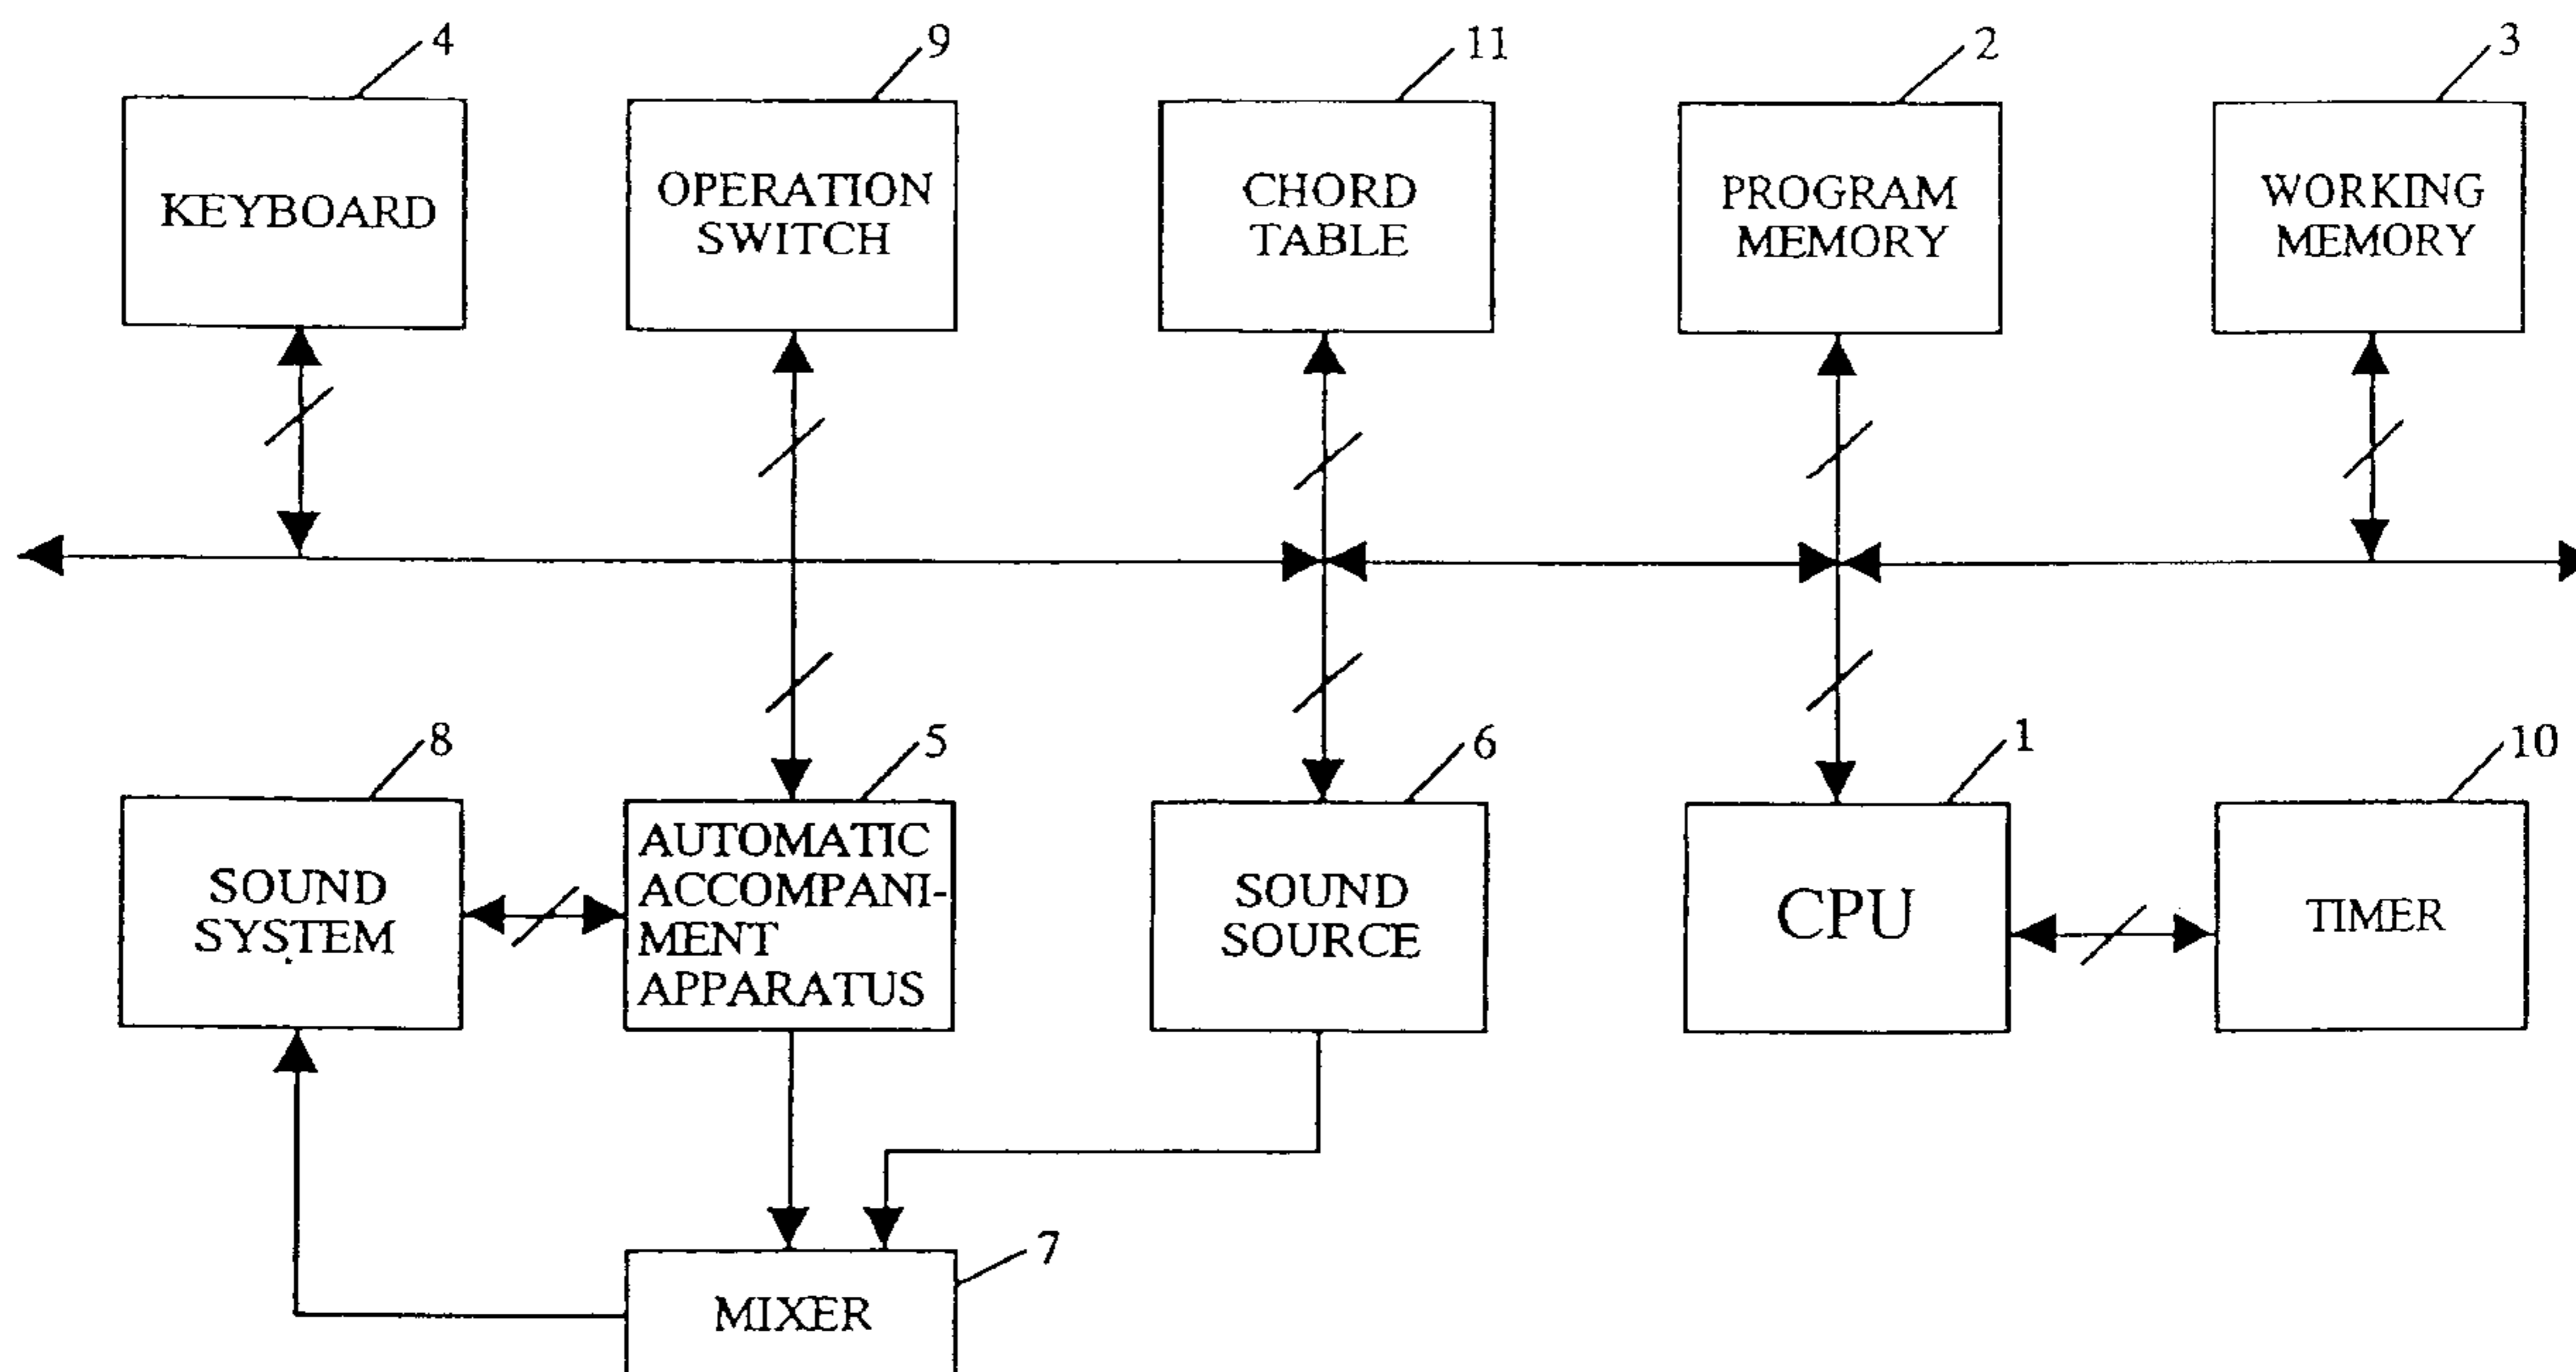 4
9
11
2
3
KEYBOARD
OPERATION
SWITCH
CHORD
TABLE
PROGRAM
MEMORY
WORKING
MEMORY
8
5
6
1
10
SOUND
SYSTEM
AUTOMATIC
ACCOMPANI-
MENT
APPARATUS
SOUND
SOURCE
CPU
TIMER
7
MIXER